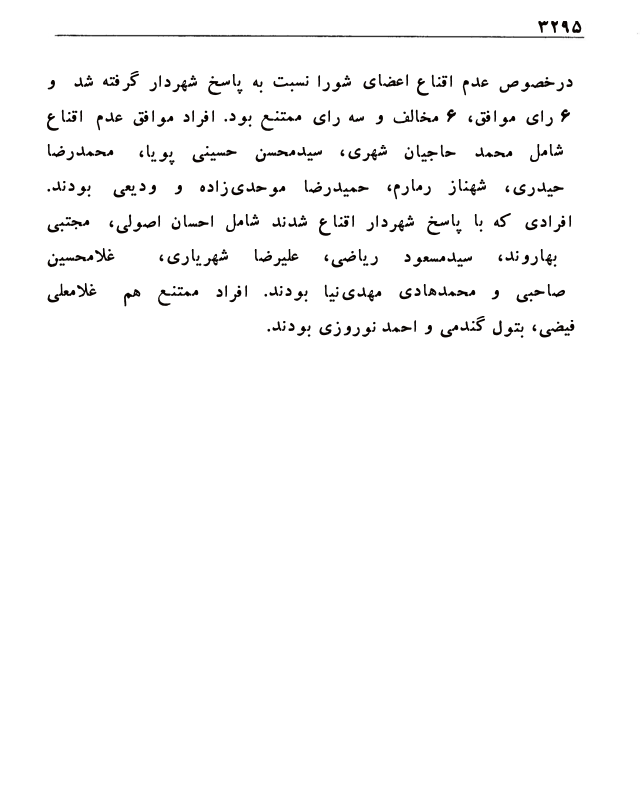 ۳۲۹۵
درخصوص عدم اقناع اعضای شورا نسبت به پاسخ شهردار گرفته شد و
۶ رای موافق، ۶ مخالف و سه رای ممتنع بود. افراد موافق عدم اقناع
شامل محمد حاجیان شهری، سیدمحسن حسینی پویا، محمدرضا
حیدری، شهناز رمارم، حمیدرضا موحدی‌زاده و ودیعی بودند.
افرادی که با پاسخ شهردار اقناع شدند شامل احسان اصولی، مجتبی
بهاروند، سیدمسعود ریاضی، علیرضا شهریاری، غلامحسین
صاحبی و محمدهادی مهدی‌نیا بودند. افراد ممتنع هم غلامعلی
فیضی، بتول گندمی و احمد نوروزی بودند.